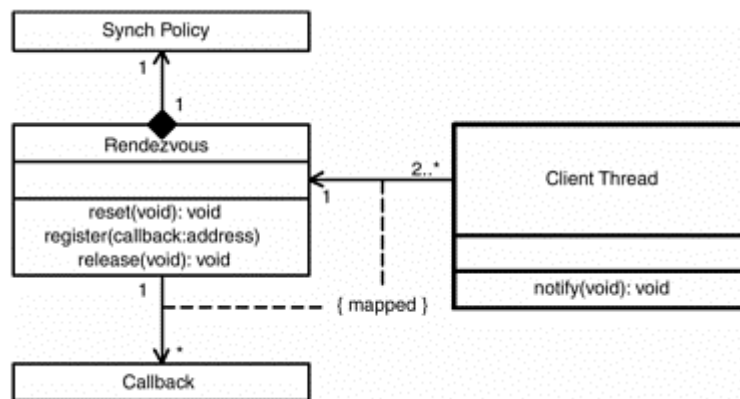 Synch Policy
1
1
Rendezvous
2..*
1
Client Thread
reset(void): void
register(callback:address)
release(void): void
notify(void): void
1
{ mapped }
*
Callback